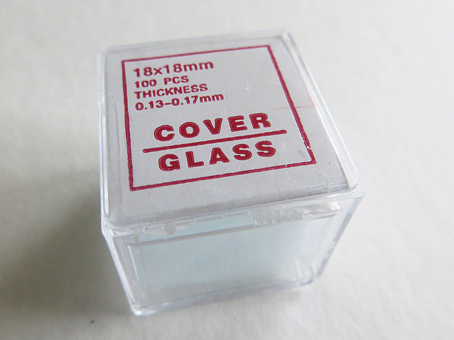 18x18mm
100 PCS
THICKNESS
0.13-0.17mm
COVER
GLASS